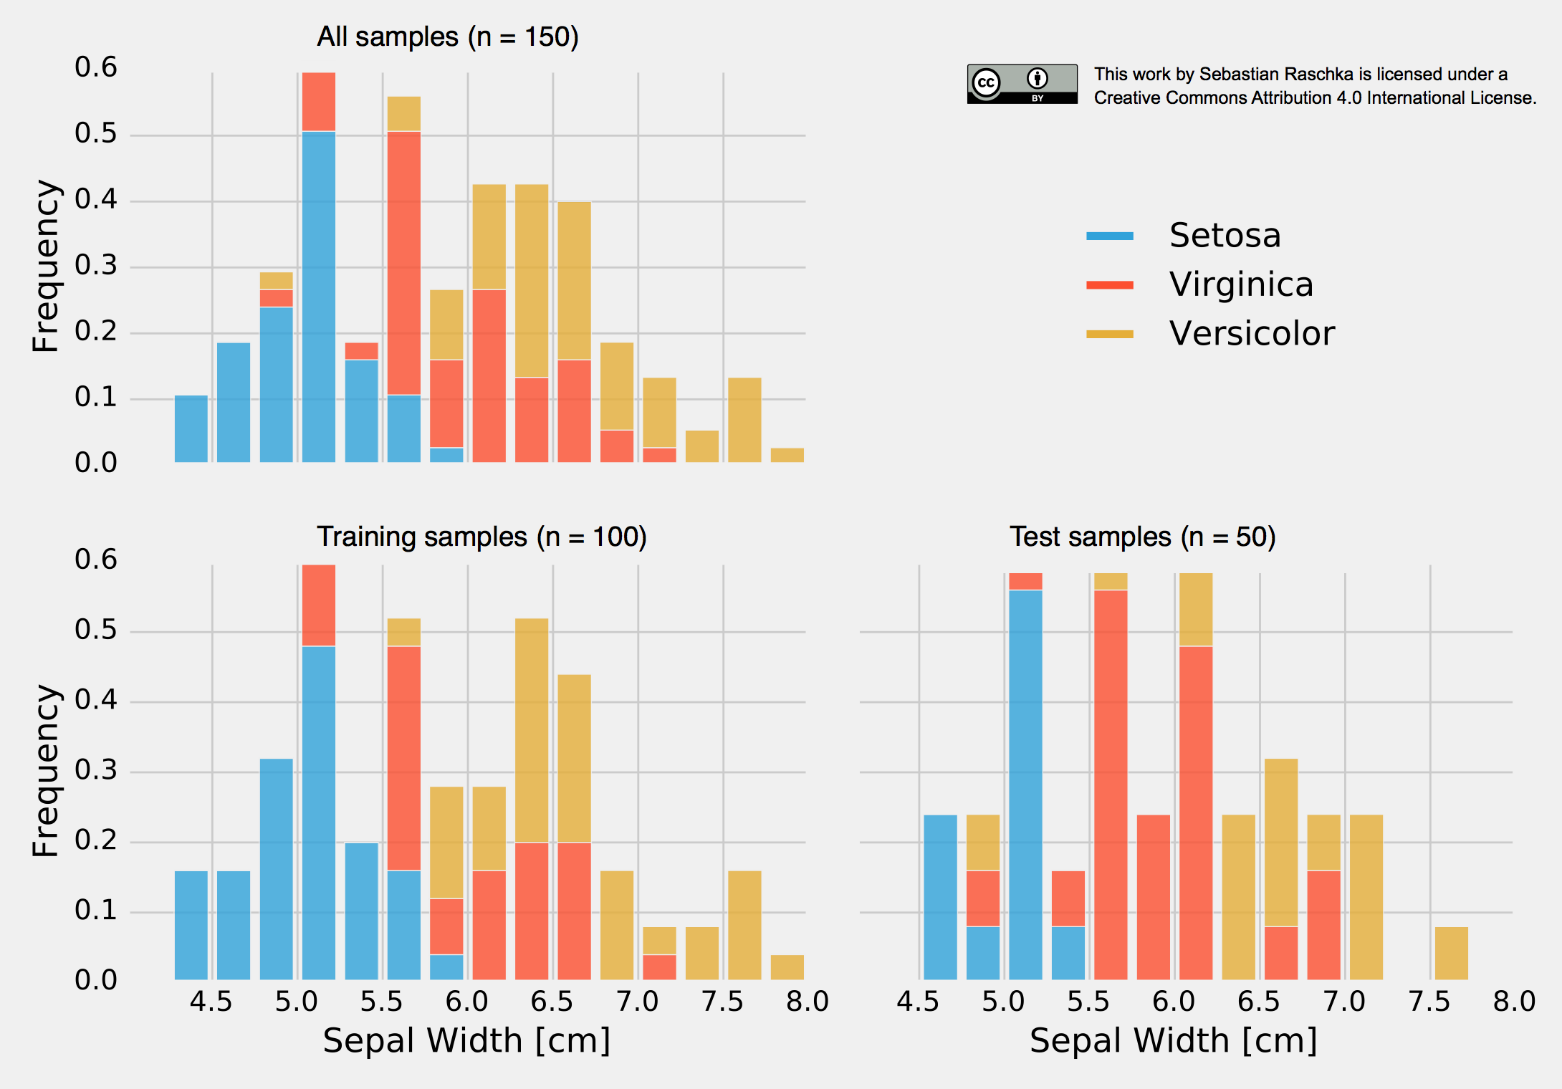 All samples (n = 150)
This work by Sebastian Raschka is licensed under a
Creative Commons Attribution 4.0 International License.
cc
BY
Frequency
0.6
0.5
0.4
0.3
0.2
0.1
0.0
Setosa
Virginica
Versicolor
Training samples (n = 100)
Frequency
0.6
0.5
0.4
0.3
0.2
0.1
0.0
4.5 5.0 5.5 6.0 6.5 7.0 7.5 8.0
Sepal Width [cm]
Test samples (n = 50)
4.5 5.0 5.5 6.0 6.5 7.0 7.5 8.0
Sepal Width [cm]